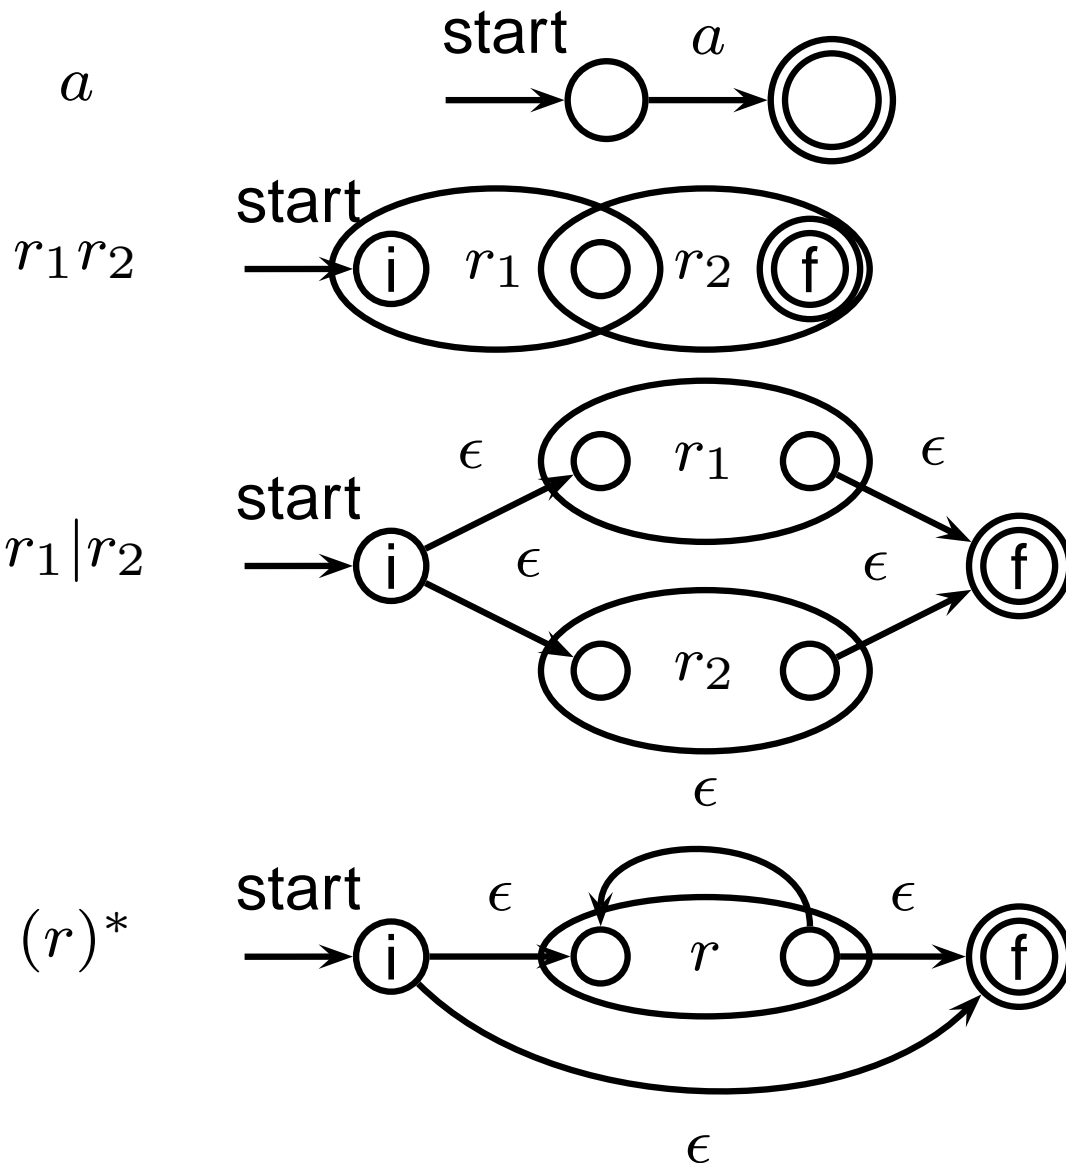 start a
a
start
r₁r₂ i r₁ r₂ f
ϵ r₁ ϵ
start
r₁|r₂ i ϵ ϵ f
r₂
ϵ
start ϵ ϵ
(r)* i r f
ϵ